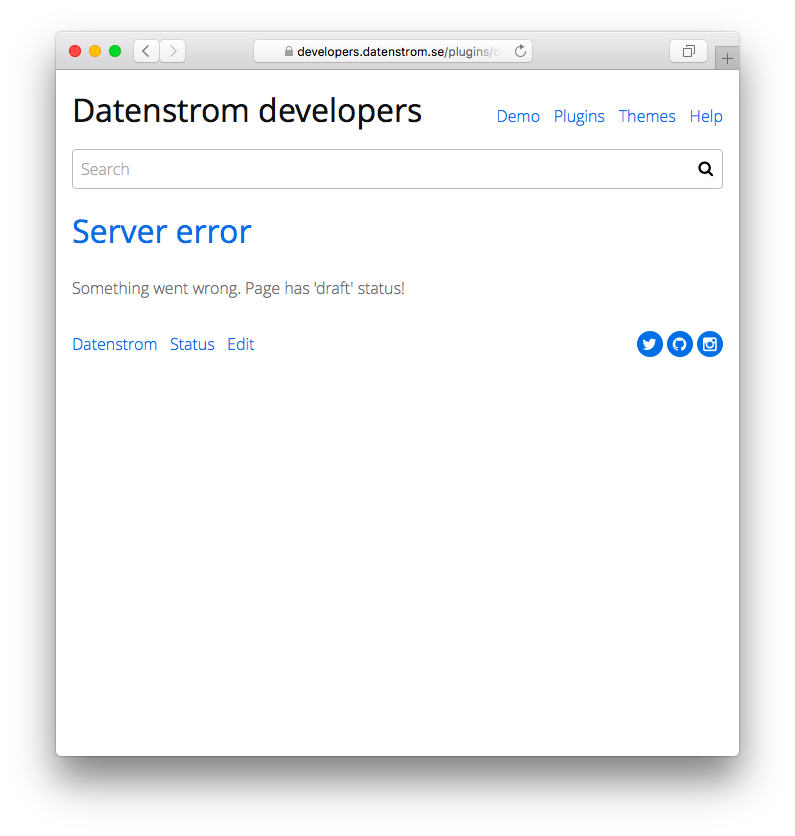 developers.datenstrom.se/plugins/
Datenstrom developers
Demo Plugins Themes Help
Search
Server error
Something went wrong. Page has 'draft' status!
Datenstrom Status Edit